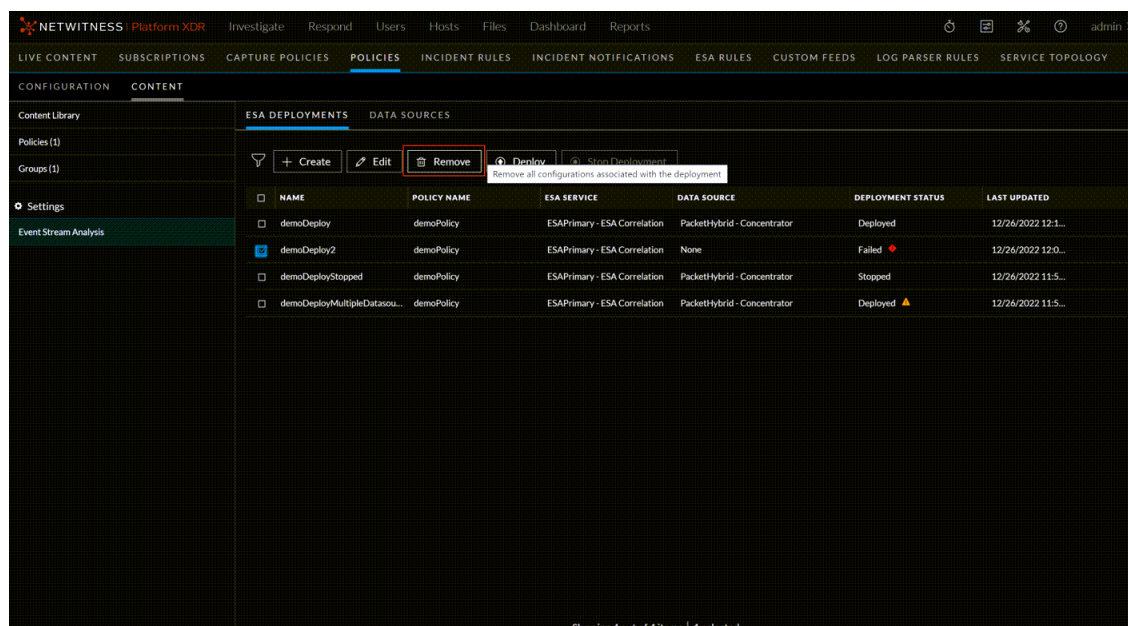 NETWITNESS Platform XDR Investigate Respond Users Hosts Files Dashboard Reports admin
LIVE CONTENT SUBSCRIPTIONS CAPTURE POLICIES POLICIES INCIDENT RULES INCIDENT NOTIFICATIONS ESA RULES CUSTOM FEEDS LOG PARSER RULES SERVICE TOPOLOGY
CONFIGURATION CONTENT
Content Library
Policies (1)
Groups (1)
Settings
Event Stream Analysis
ESA DEPLOYMENTS DATA SOURCES
+ Create Edit Remove Deploy Stop Deployment
Remove all configurations associated with the deployment
NAME POLICY NAME ESA SERVICE DATA SOURCE DEPLOYMENT STATUS LAST UPDATED
demoDeploy demoPolicy ESAPrimary - ESA Correlation PacketHybrid - Concentrator Deployed 12/26/2022 12:1...
demoDeploy2 demoPolicy ESAPrimary - ESA Correlation None Failed 12/26/2022 12:0...
demoDeployStopped demoPolicy ESAPrimary - ESA Correlation PacketHybrid - Concentrator Stopped 12/26/2022 11:5...
demoDeployMultipleDatasou... demoPolicy ESAPrimary - ESA Correlation PacketHybrid - Concentrator Deployed 12/26/2022 11:5...